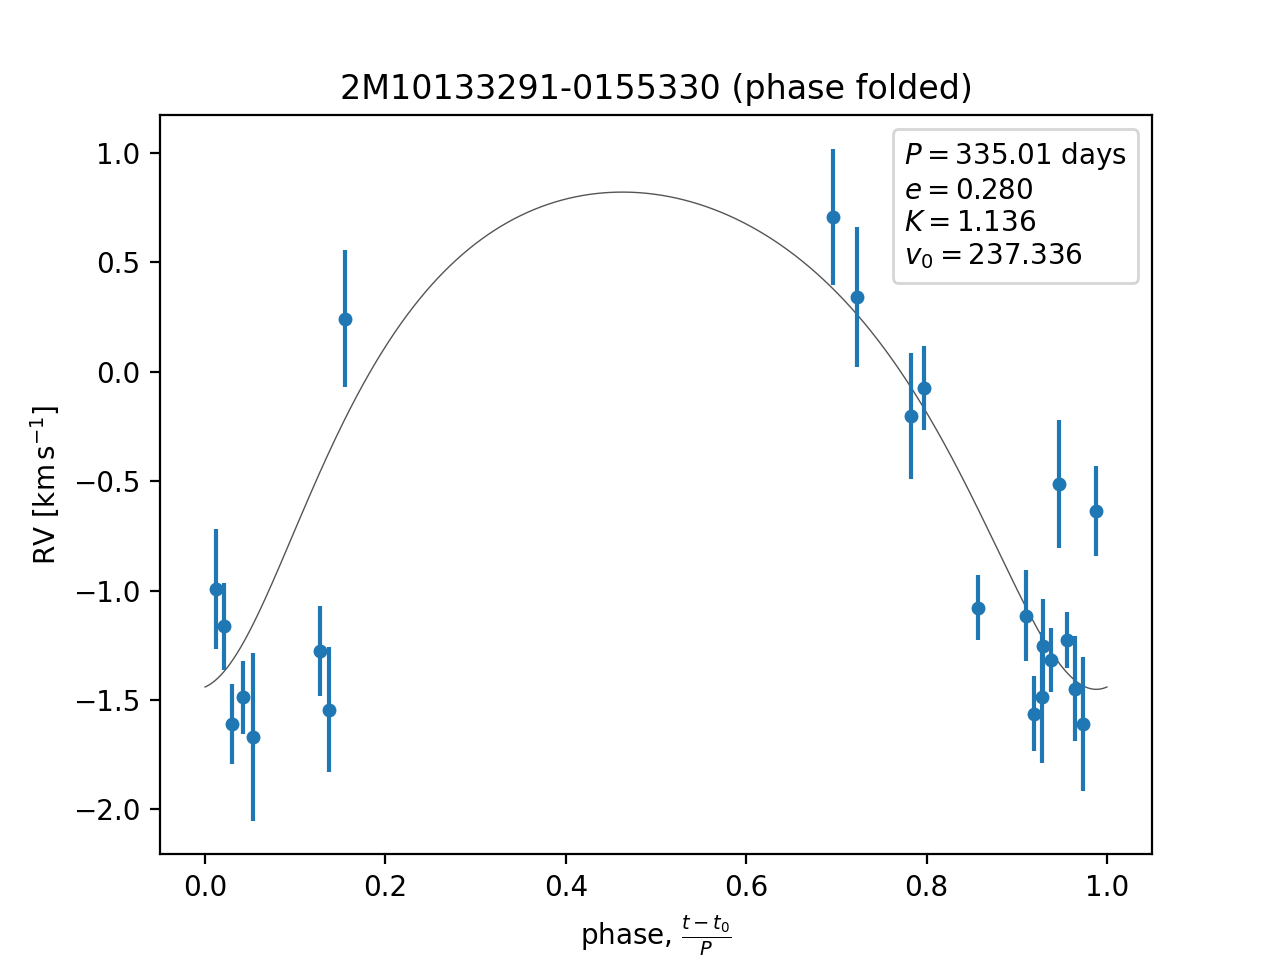 2M10133291-0155330 (phase folded)
P = 335.01 days
e = 0.280
K = 1.136
v₀ = 237.336
1.0
0.5
0.0
−0.5
−1.0
−1.5
−2.0
RV [km s⁻¹]
0.0 0.2 0.4 0.6 0.8 1.0
phase, (t − t₀)/P